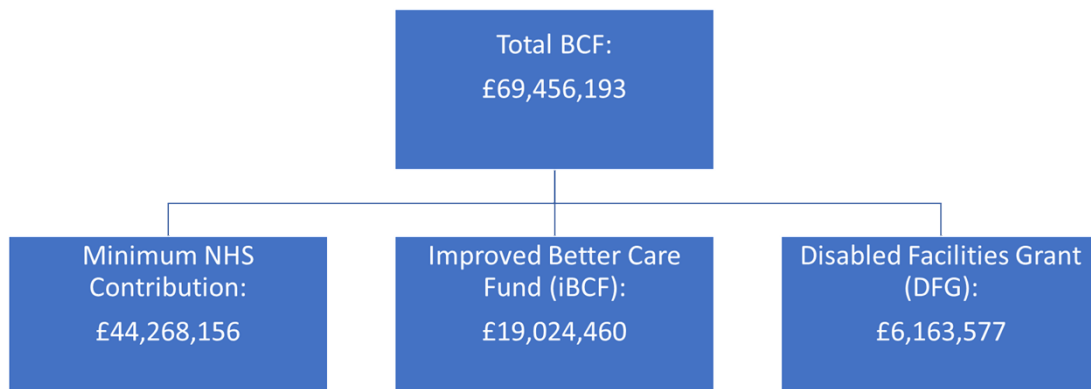 Total BCF:
£69,456,193
Minimum NHS
Contribution:
£44,268,156
Improved Better Care
Fund (iBCF):
£19,024,460
Disabled Facilities Grant
(DFG):
£6,163,577